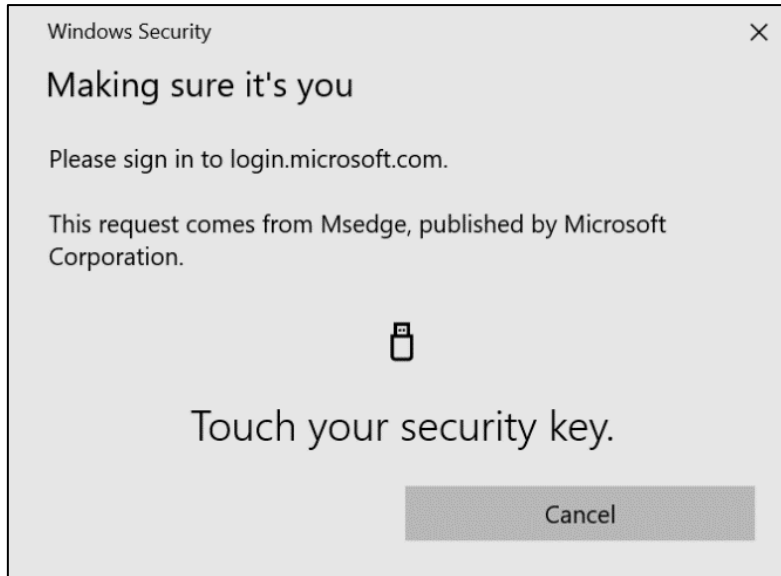 Windows Security
Making sure it's you
Please sign in to login.microsoft.com.
This request comes from Msedge, published by Microsoft
Corporation.
Touch your security key.
Cancel